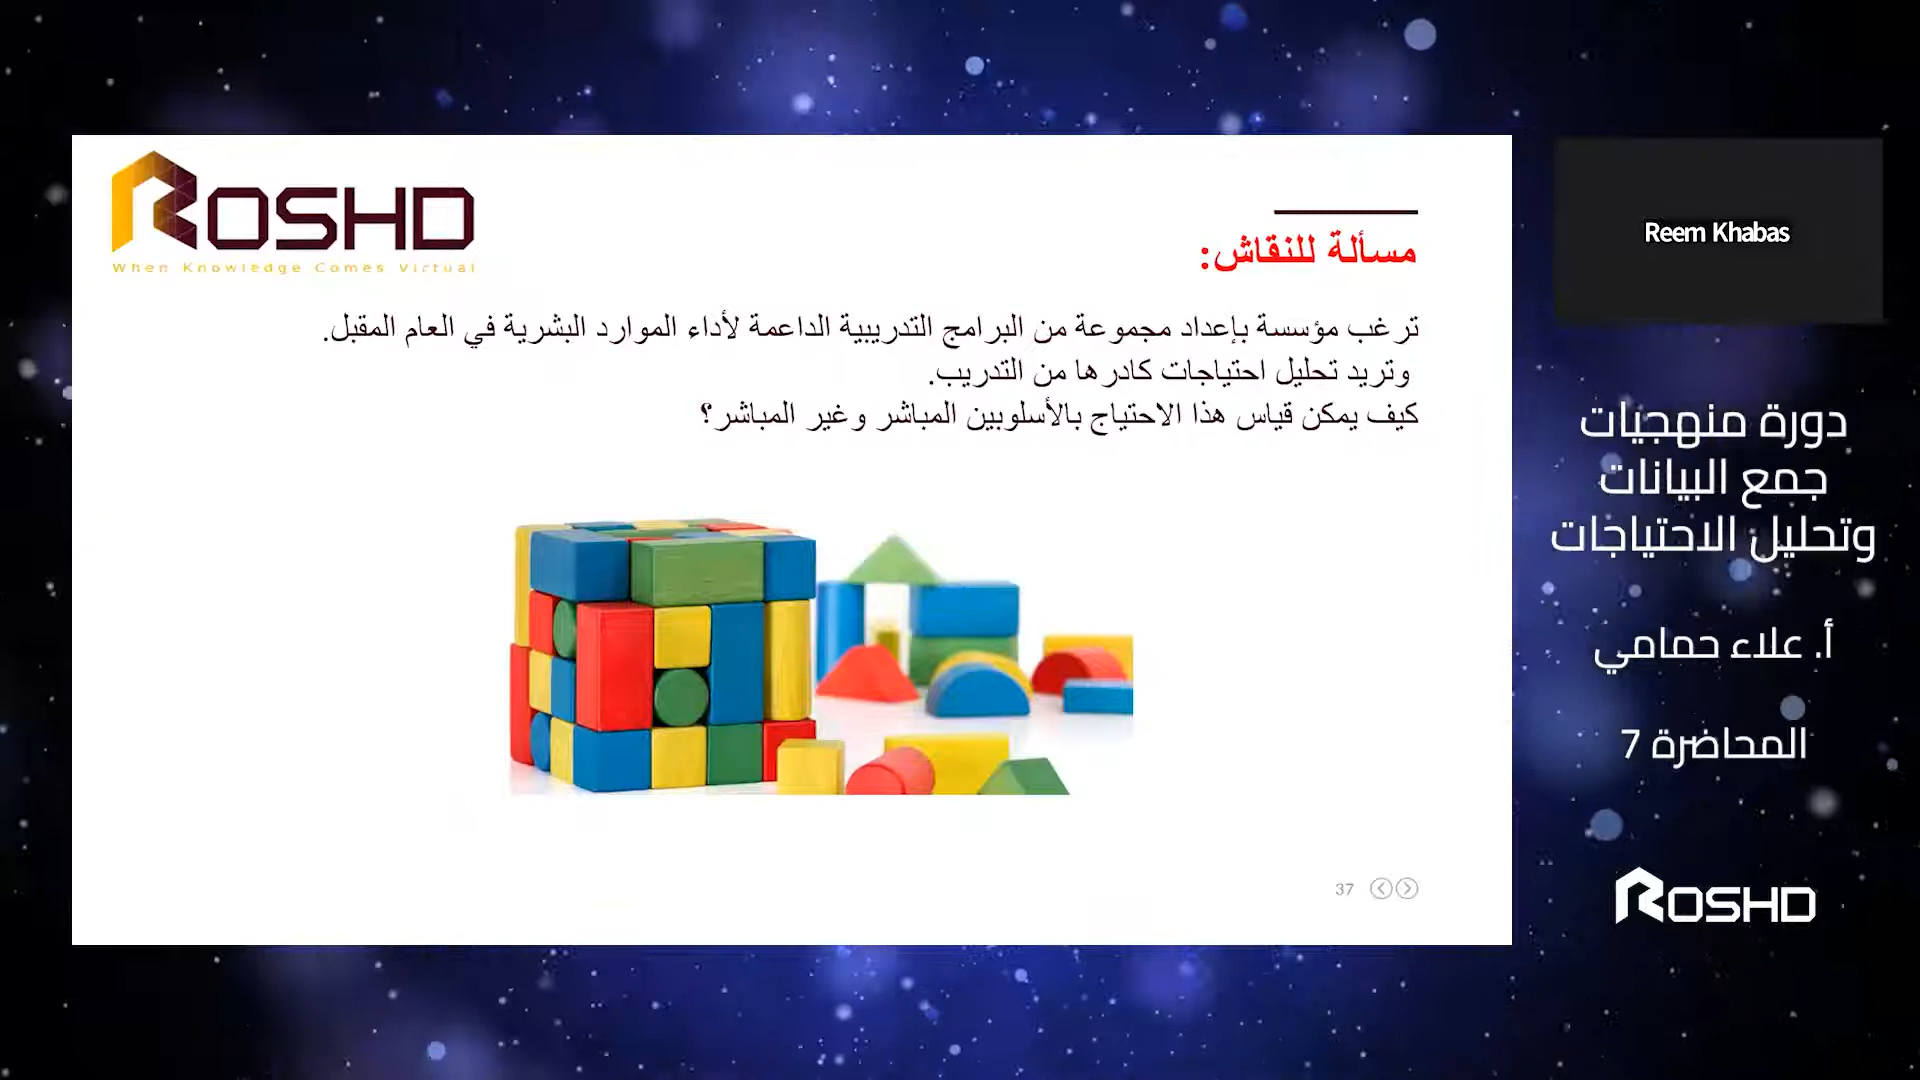 ROSHD
When Knowledge Comes Virtual
مسألة للنقاش:
ترغب مؤسسة بإعداد مجموعة من البرامج التدريبية الداعمة لأداء الموارد البشرية في العام المقبل.
وتريد تحليل احتياجات كادرها من التدريب.
كيف يمكن قياس هذا الاحتياج بالأسلوبين المباشر وغير المباشر؟
37
Reem Khabas
دورة منهجيات
جمع البيانات
وتحليل الاحتياجات
أ. علاء حمامي
المحاضرة 7
ROSHD